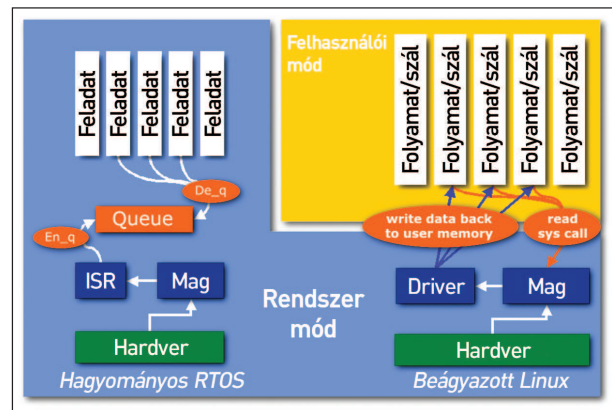 Feladat
Feladat
Feladat
Feladat
Feladat
De_q
Queue
En_q
ISR
Mag
Hardver
Hagyományos RTOS
Rendszer
mód
Felhasználói
mód
Folyamat/szál
Folyamat/szál
Folyamat/szál
Folyamat/szál
Folyamat/szál
write data back
to user memory
read
sys call
Driver
Mag
Hardver
Beágyazott Linux